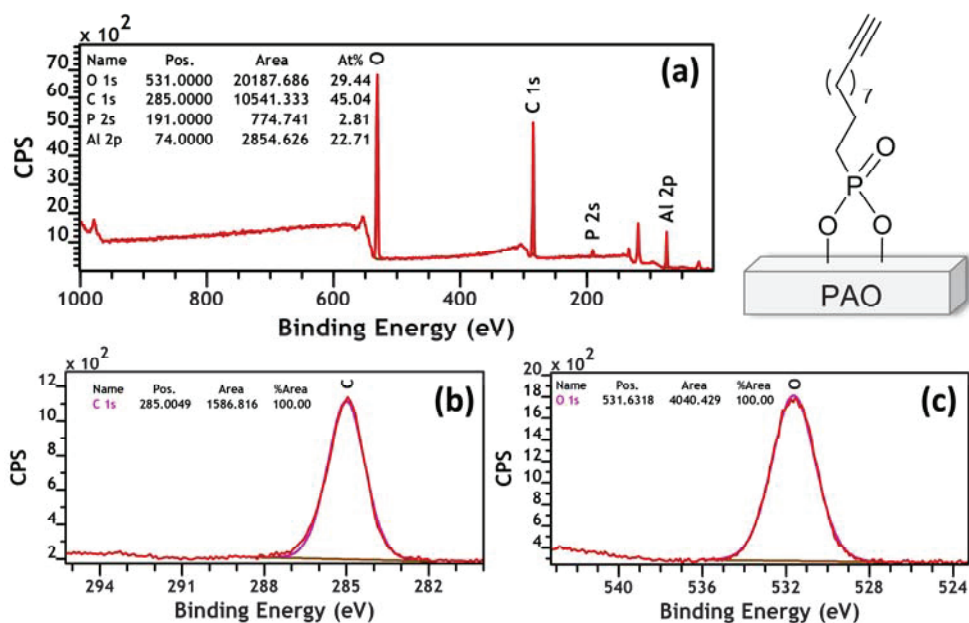 x 10²
(a)
Name Pos. Area At%
O 1s 531.0000 20187.686 29.44
C 1s 285.0000 10541.333 45.04
P 2s 191.0000 774.741 2.81
Al 2p 74.0000 2854.626 22.71
O
C 1s
P 2s
Al 2p
70
60
50
40
30
20
10
CPS
1000 800 600 400 200
Binding Energy (eV)
7
O
P
O O
PAO
x 10²
(b)
Name Pos. Area %Area
C 1s 285.0049 1586.816 100.00
C
12
10
8
6
4
2
CPS
294 291 288 285 282
Binding Energy (eV)
x 10²
(c)
Name Pos. Area %Area
O 1s 531.6318 4040.429 100.00
O
20
18
16
14
12
10
8
6
4
CPS
540 536 532 528 524
Binding Energy (eV)